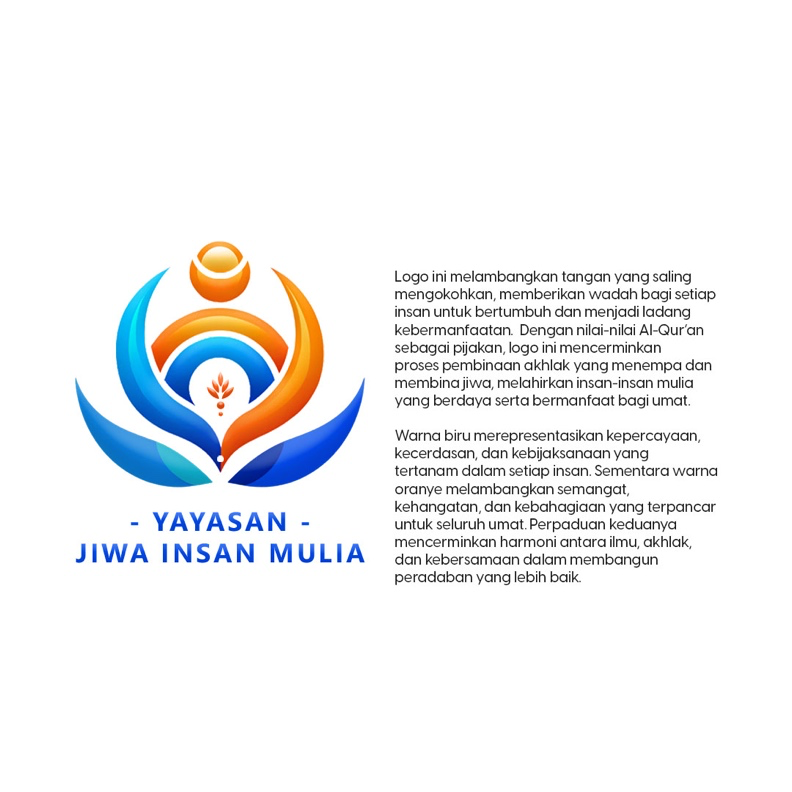 - YAYASAN -
JIWA INSAN MULIA
Logo ini melambangkan tangan yang saling
mengokohkan, memberikan wadah bagi setiap
insan untuk bertumbuh dan menjadi ladang
kebermanfaatan.  Dengan nilai-nilai Al-Qur'an
sebagai pijakan, logo ini mencerminkan
proses pembinaan akhlak yang menempa dan
membina jiwa, melahirkan insan-insan mulia
yang berdaya serta bermanfaat bagi umat.
Warna biru merepresentasikan kepercayaan,
kecerdasan, dan kebijaksanaan yang
tertanam dalam setiap insan. Sementara warna
oranye melambangkan semangat,
kehangatan, dan kebahagiaan yang terpancar
untuk seluruh umat. Perpaduan keduanya
mencerminkan harmoni antara ilmu, akhlak,
dan kebersamaan dalam membangun
peradaban yang lebih baik.